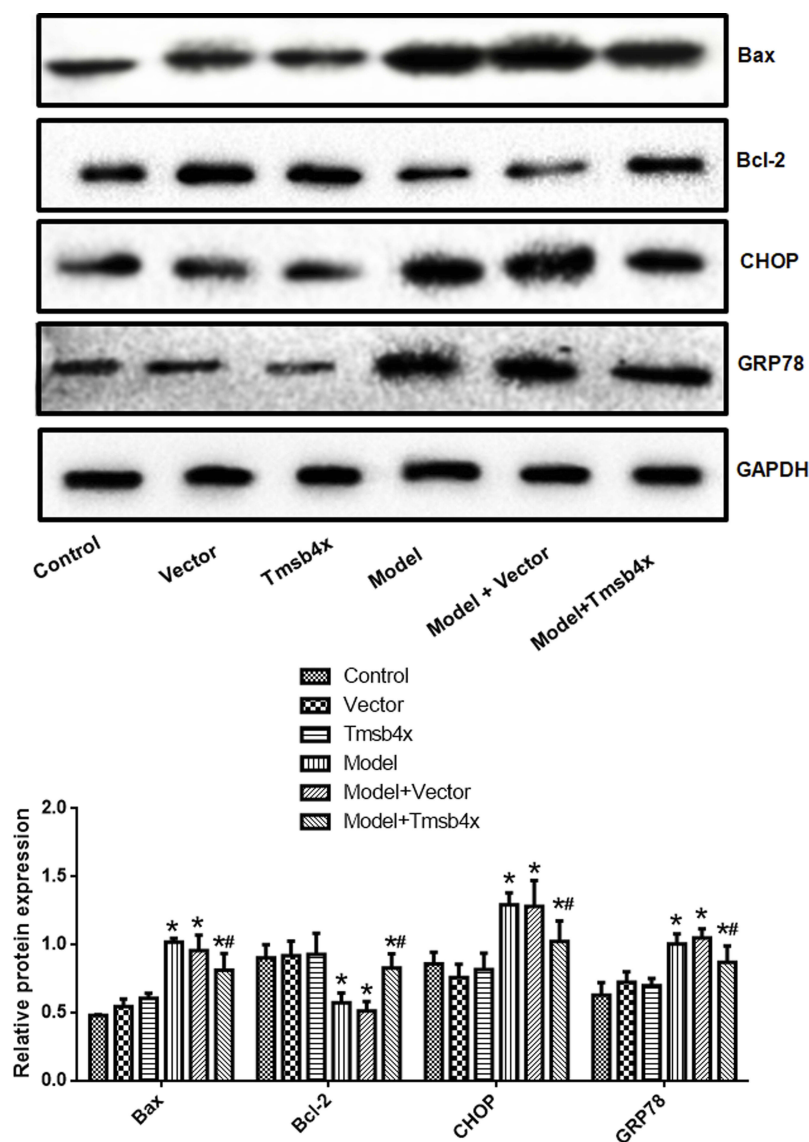 Bax
Bcl-2
CHOP
GRP78
GAPDH
Control
Vector
Tmsb4x
Model
Model + Vector
Model+Tmsb4x
Control
Vector
Tmsb4x
Model
Model+Vector
Model+Tmsb4x
Relative protein expression
2.0
1.5
1.0
0.5
0.0
* * *#
* * *#
* * *#
* * *#
Bax
Bcl-2
CHOP
GRP78